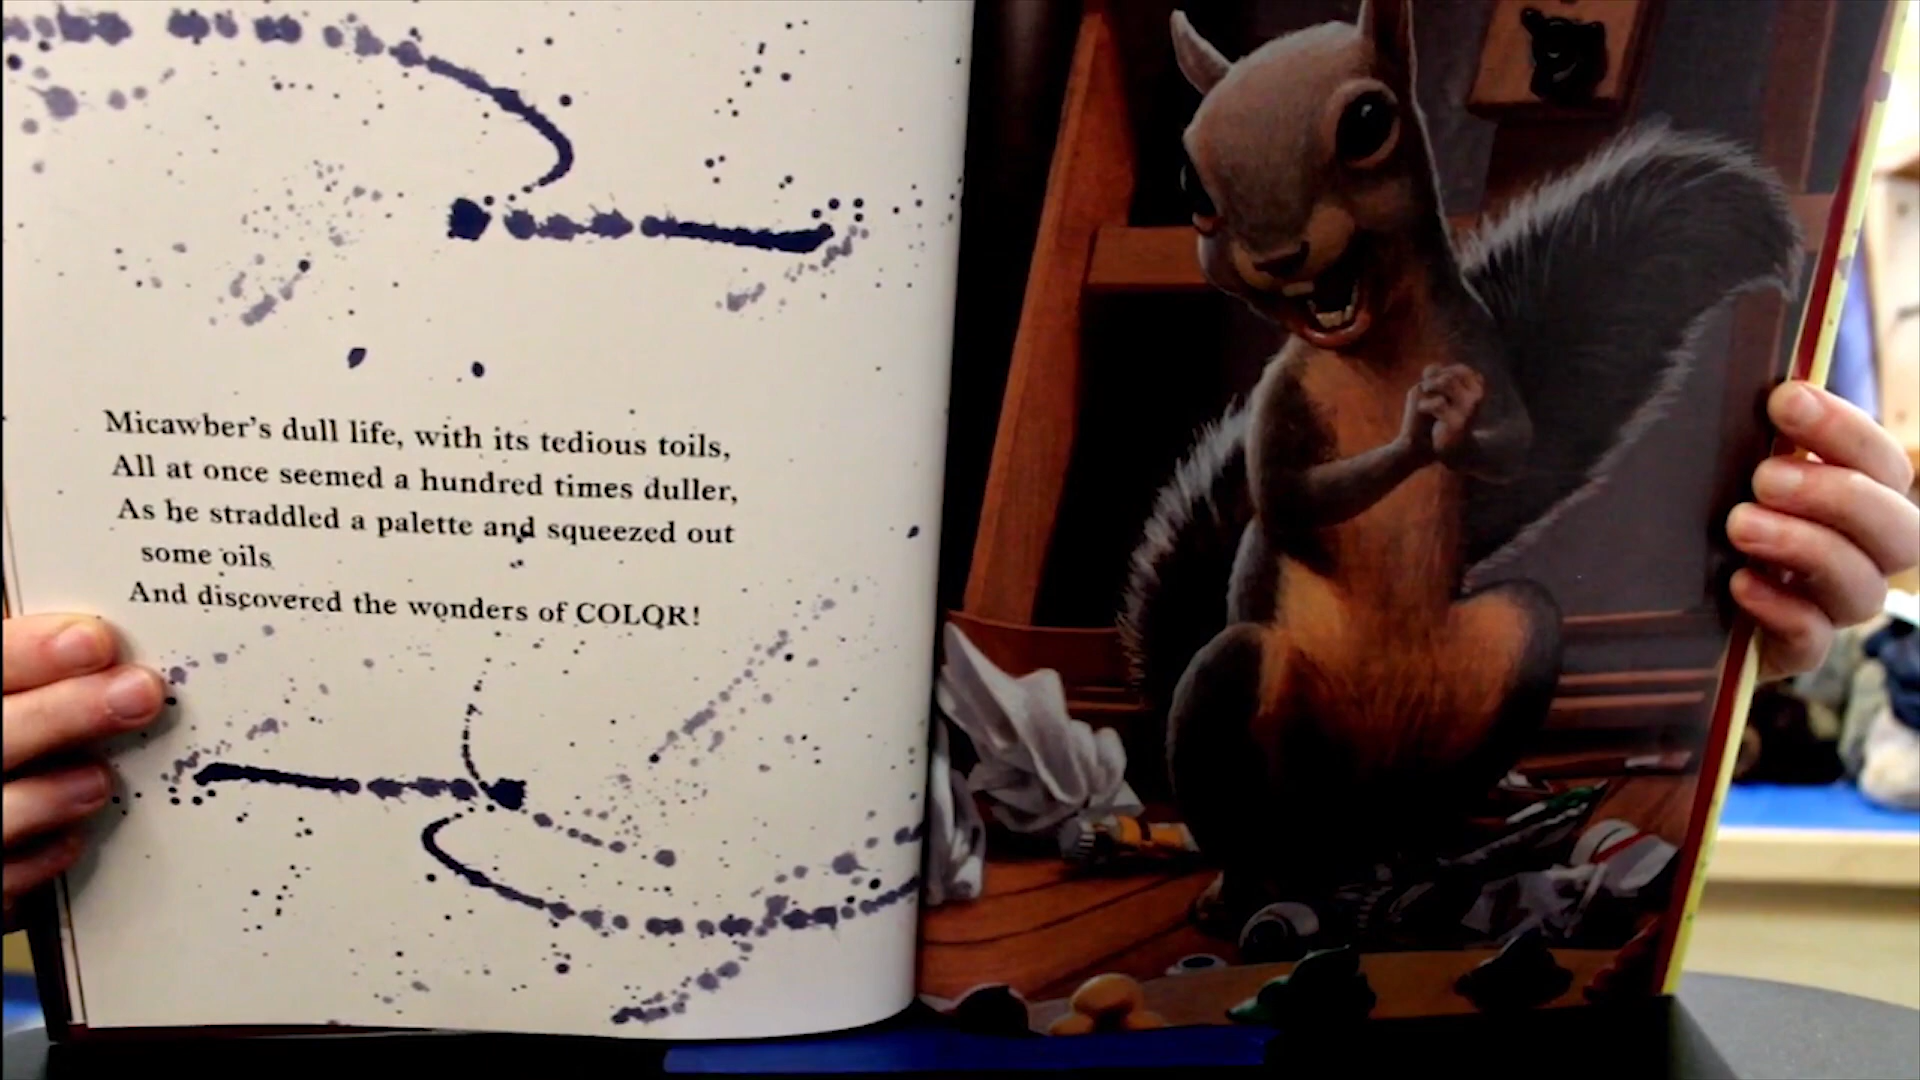 Micawber's dull life, with its tedious toils,
All at once seemed a hundred times duller,
As he straddled a palette and squeezed out
some oils
And discovered the wonders of COLOR!